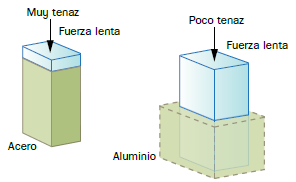 Muy tenaz
Fuerza lenta
Acero
Poco tenaz
Fuerza lenta
Aluminio